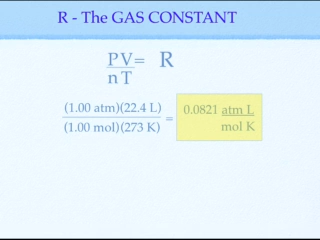 R - The GAS CONSTANT
PV = R
nT
(1.00 atm)(22.4 L)
(1.00 mol)(273 K)
=
0.0821 atm L
mol K